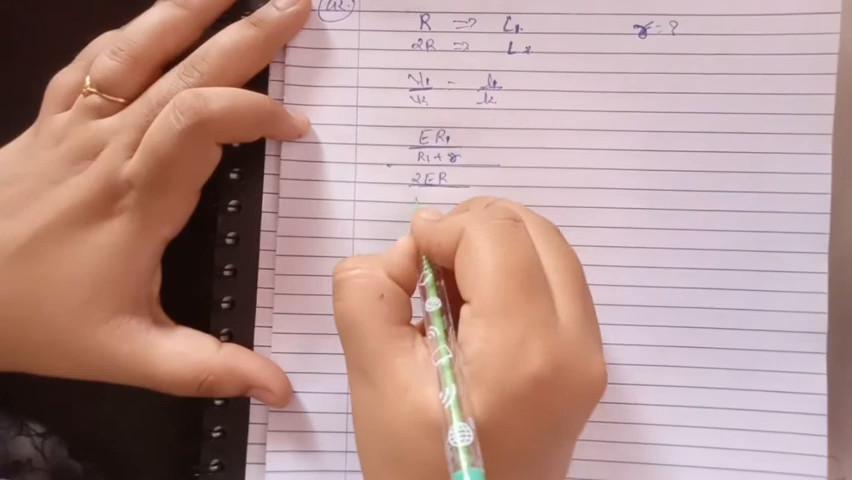 R ⇒ L₁ r = ?
2R ⇒ L₂
V₁ / V₂ = l₁ / l₂
ER₁
R₁ + r
2ER